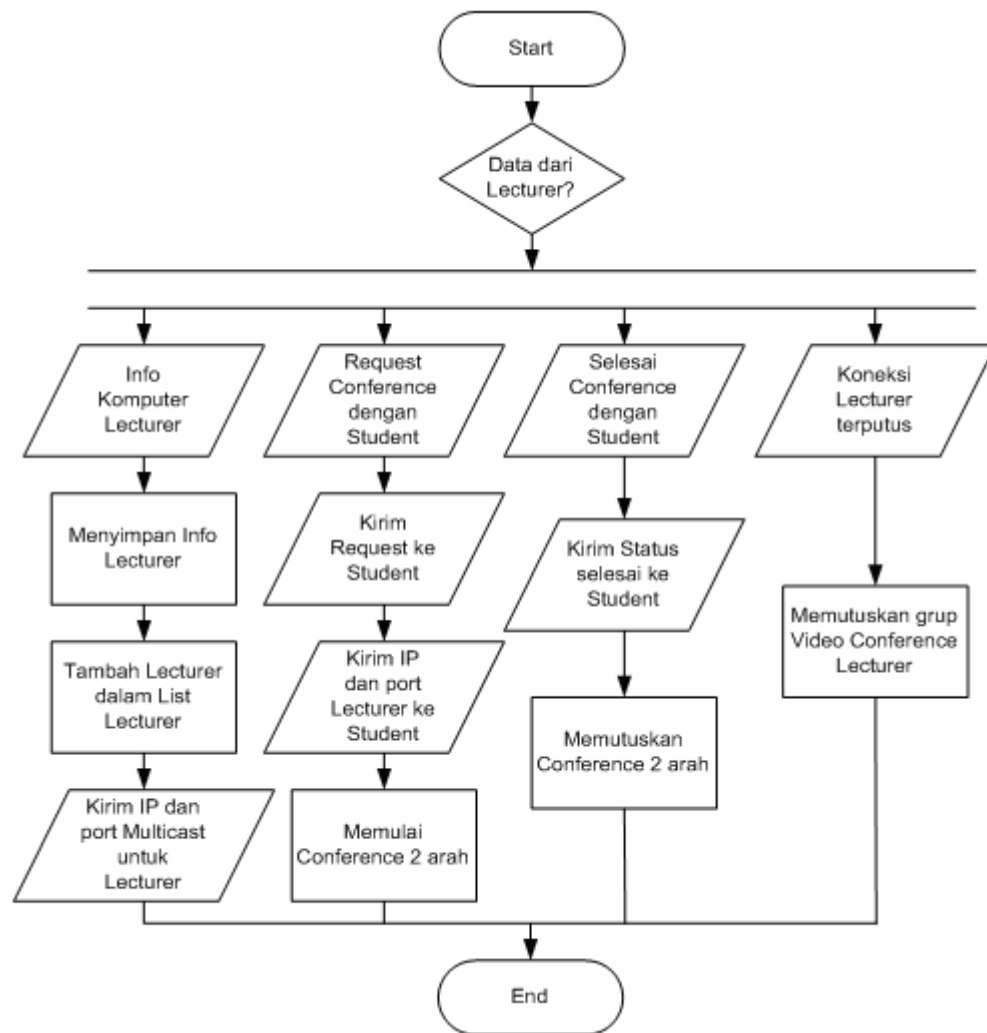 Start
Data dari
Lecturer?
Info
Komputer
Lecturer
Request
Conference
dengan
Student
Selesai
Conference
dengan
Student
Koneksi
Lecturer
terputus
Menyimpan Info
Lecturer
Kirim
Request ke
Student
Kirim Status
selesai ke
Student
Memutuskan grup
Video Conference
Lecturer
Tambah Lecturer
dalam List
Lecturer
Kirim IP
dan port
Lecturer ke
Student
Memutuskan
Conference 2 arah
Kirim IP dan
port Multicast
untuk
Lecturer
Memulai
Conference 2 arah
End